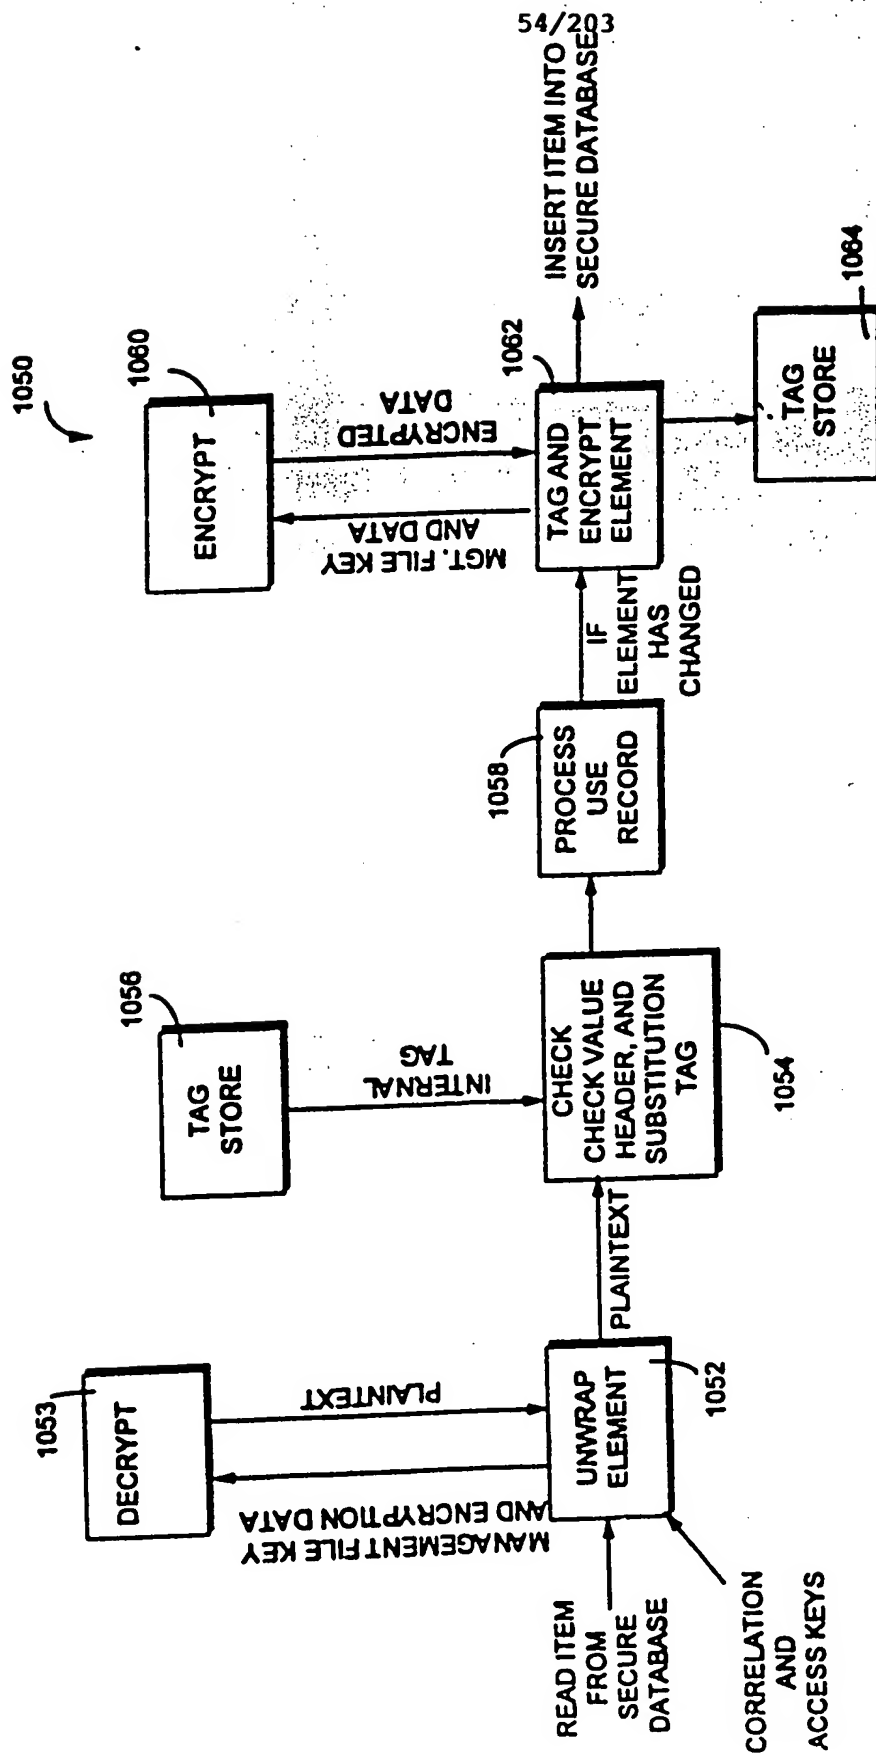 54/203
1050
1053
DECRYPT
MANAGEMENT FILE KEY
AND ENCRYPTION DATA
PLAINTEXT
READ ITEM
FROM
SECURE
DATABASE
CORRELATION
AND
ACCESS KEYS
UNWRAP
ELEMENT
1052
PLAINTEXT
1056
TAG
STORE
INTERNAL
TAG
CHECK
CHECK VALUE
HEADER, AND
SUBSTITUTION
TAG
1054
1058
PROCESS
USE
RECORD
IF
ELEMENT
HAS
CHANGED
1060
ENCRYPT
MGT. FILE KEY
AND DATA
ENCRYPTED
DATA
1062
TAG AND
ENCRYPT
ELEMENT
INSERT ITEM INTO
SECURE DATABASE
TAG
STORE
1064